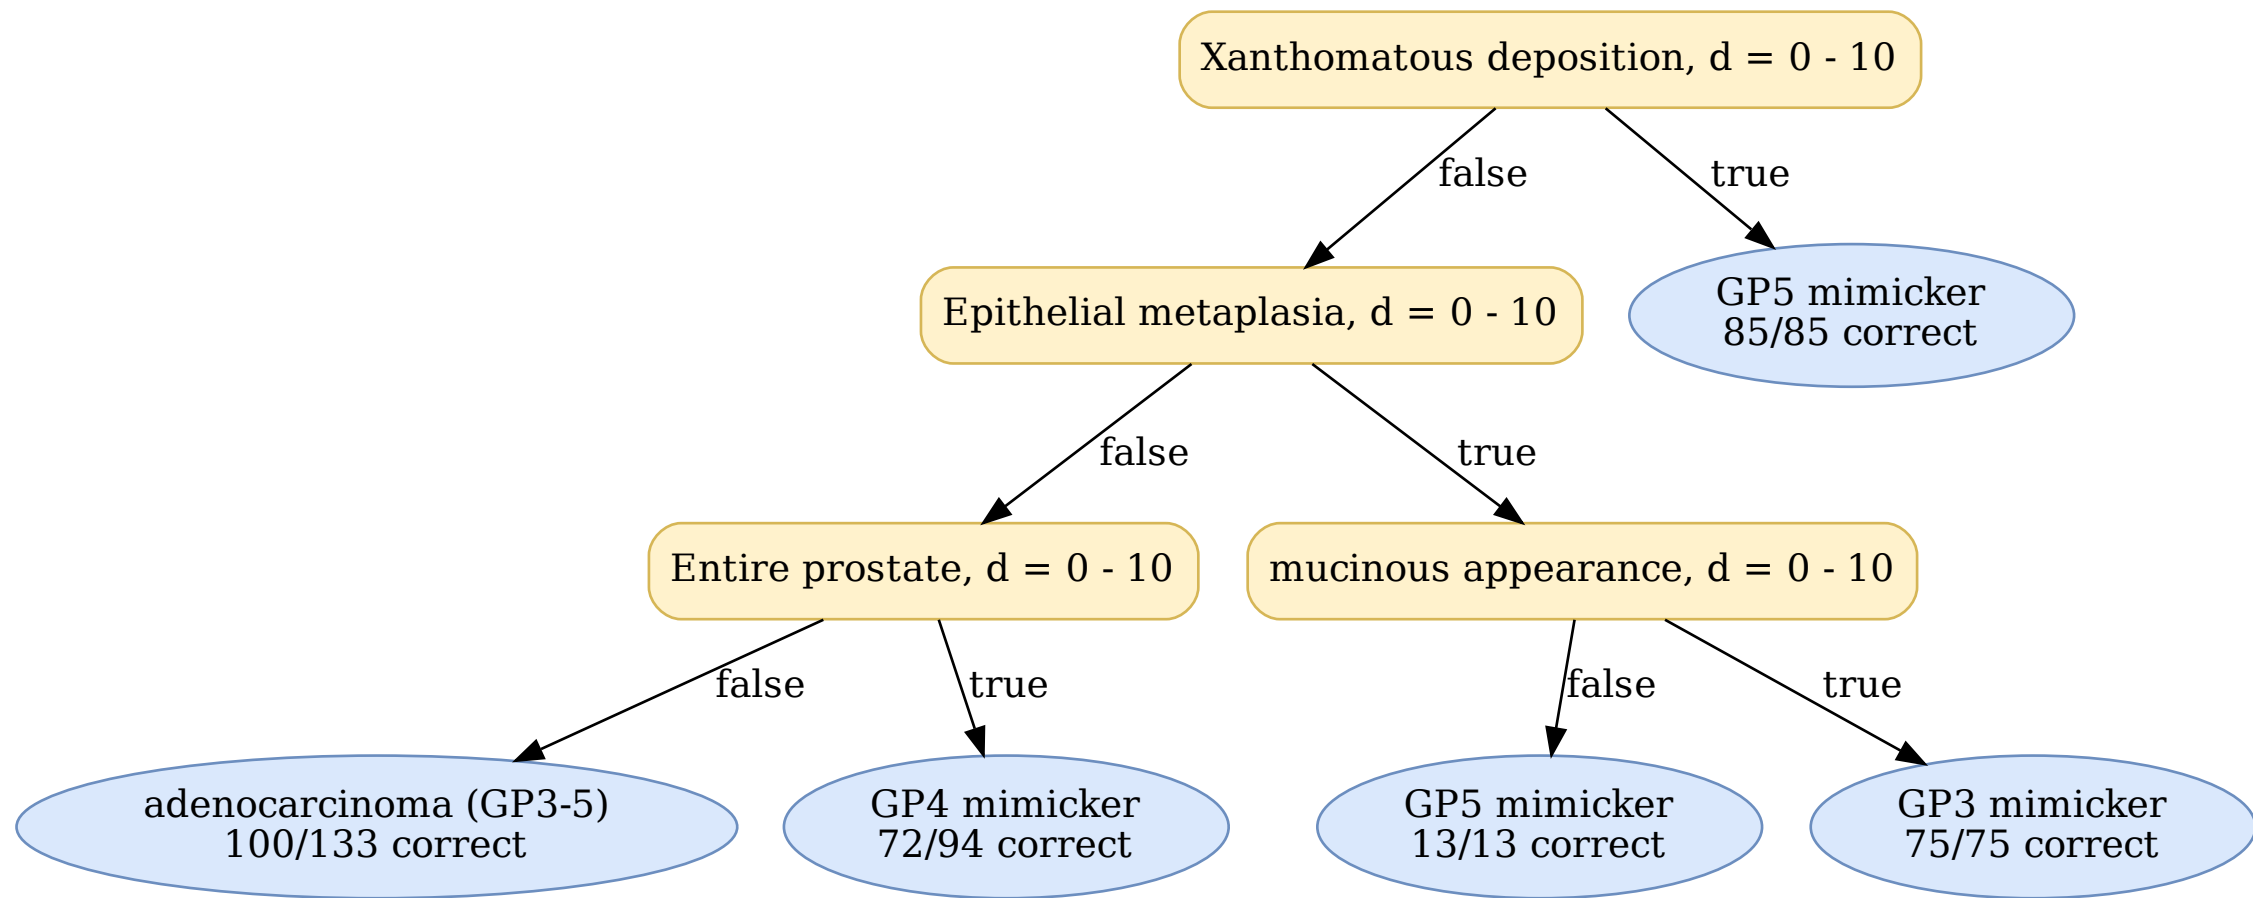 Xanthomatous deposition, d = 0 - 10
false
true
Epithelial metaplasia, d = 0 - 10
GP5 mimicker
85/85 correct
false
true
Entire prostate, d = 0 - 10
mucinous appearance, d = 0 - 10
false
true
false
true
adenocarcinoma (GP3-5)
100/133 correct
GP4 mimicker
72/94 correct
GP5 mimicker
13/13 correct
GP3 mimicker
75/75 correct